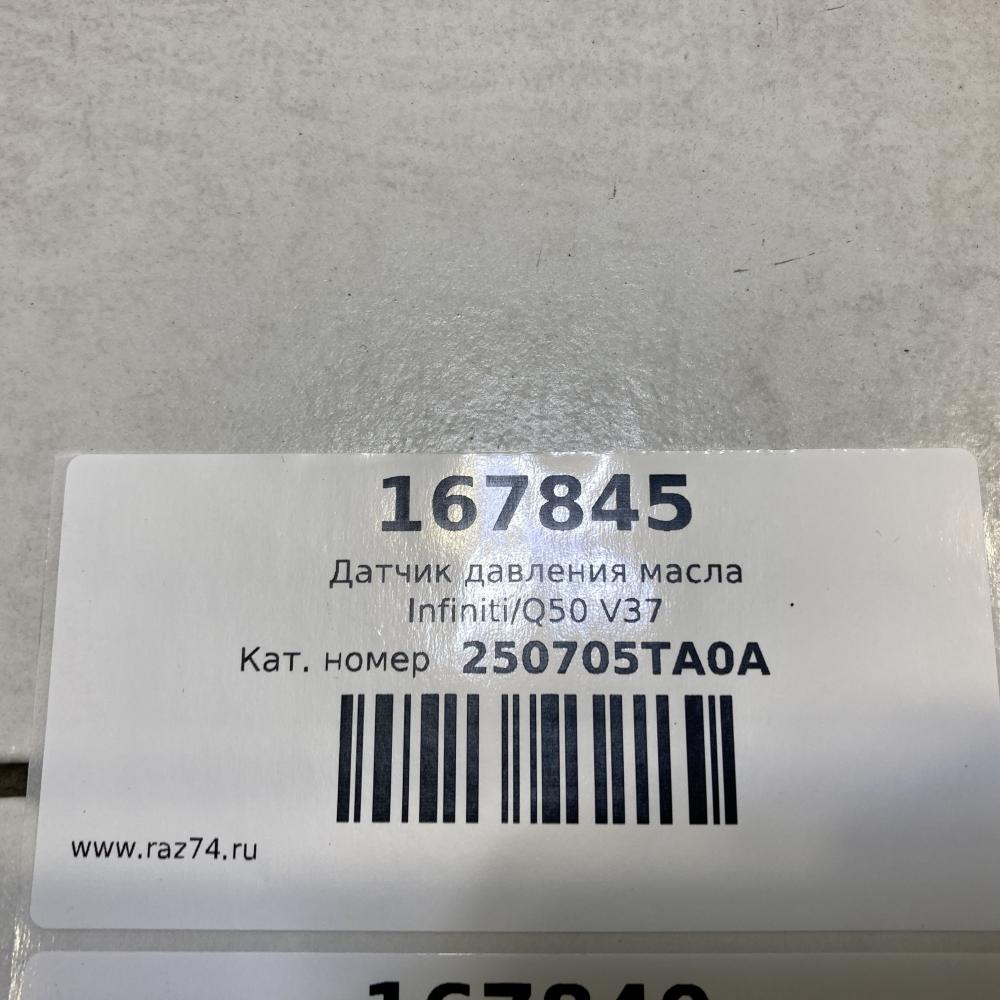 167845
Датчик давления масла
Infiniti/Q50 V37
Кат. номер 250705TA0A
www.raz74.ru